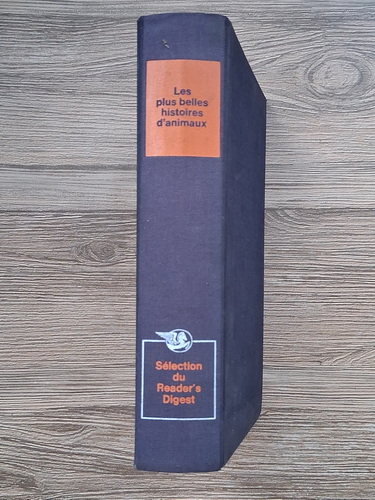 Les
plus belles
histoires
d'animaux
Sélection
du
Reader's
Digest